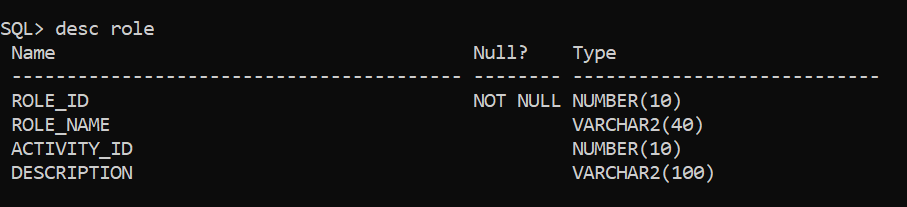 SQL> desc role
Name Null? Type
----------------------------------------- -------- ----------------------------
ROLE_ID NOT NULL NUMBER(10)
ROLE_NAME VARCHAR2(40)
ACTIVITY_ID NUMBER(10)
DESCRIPTION VARCHAR2(100)